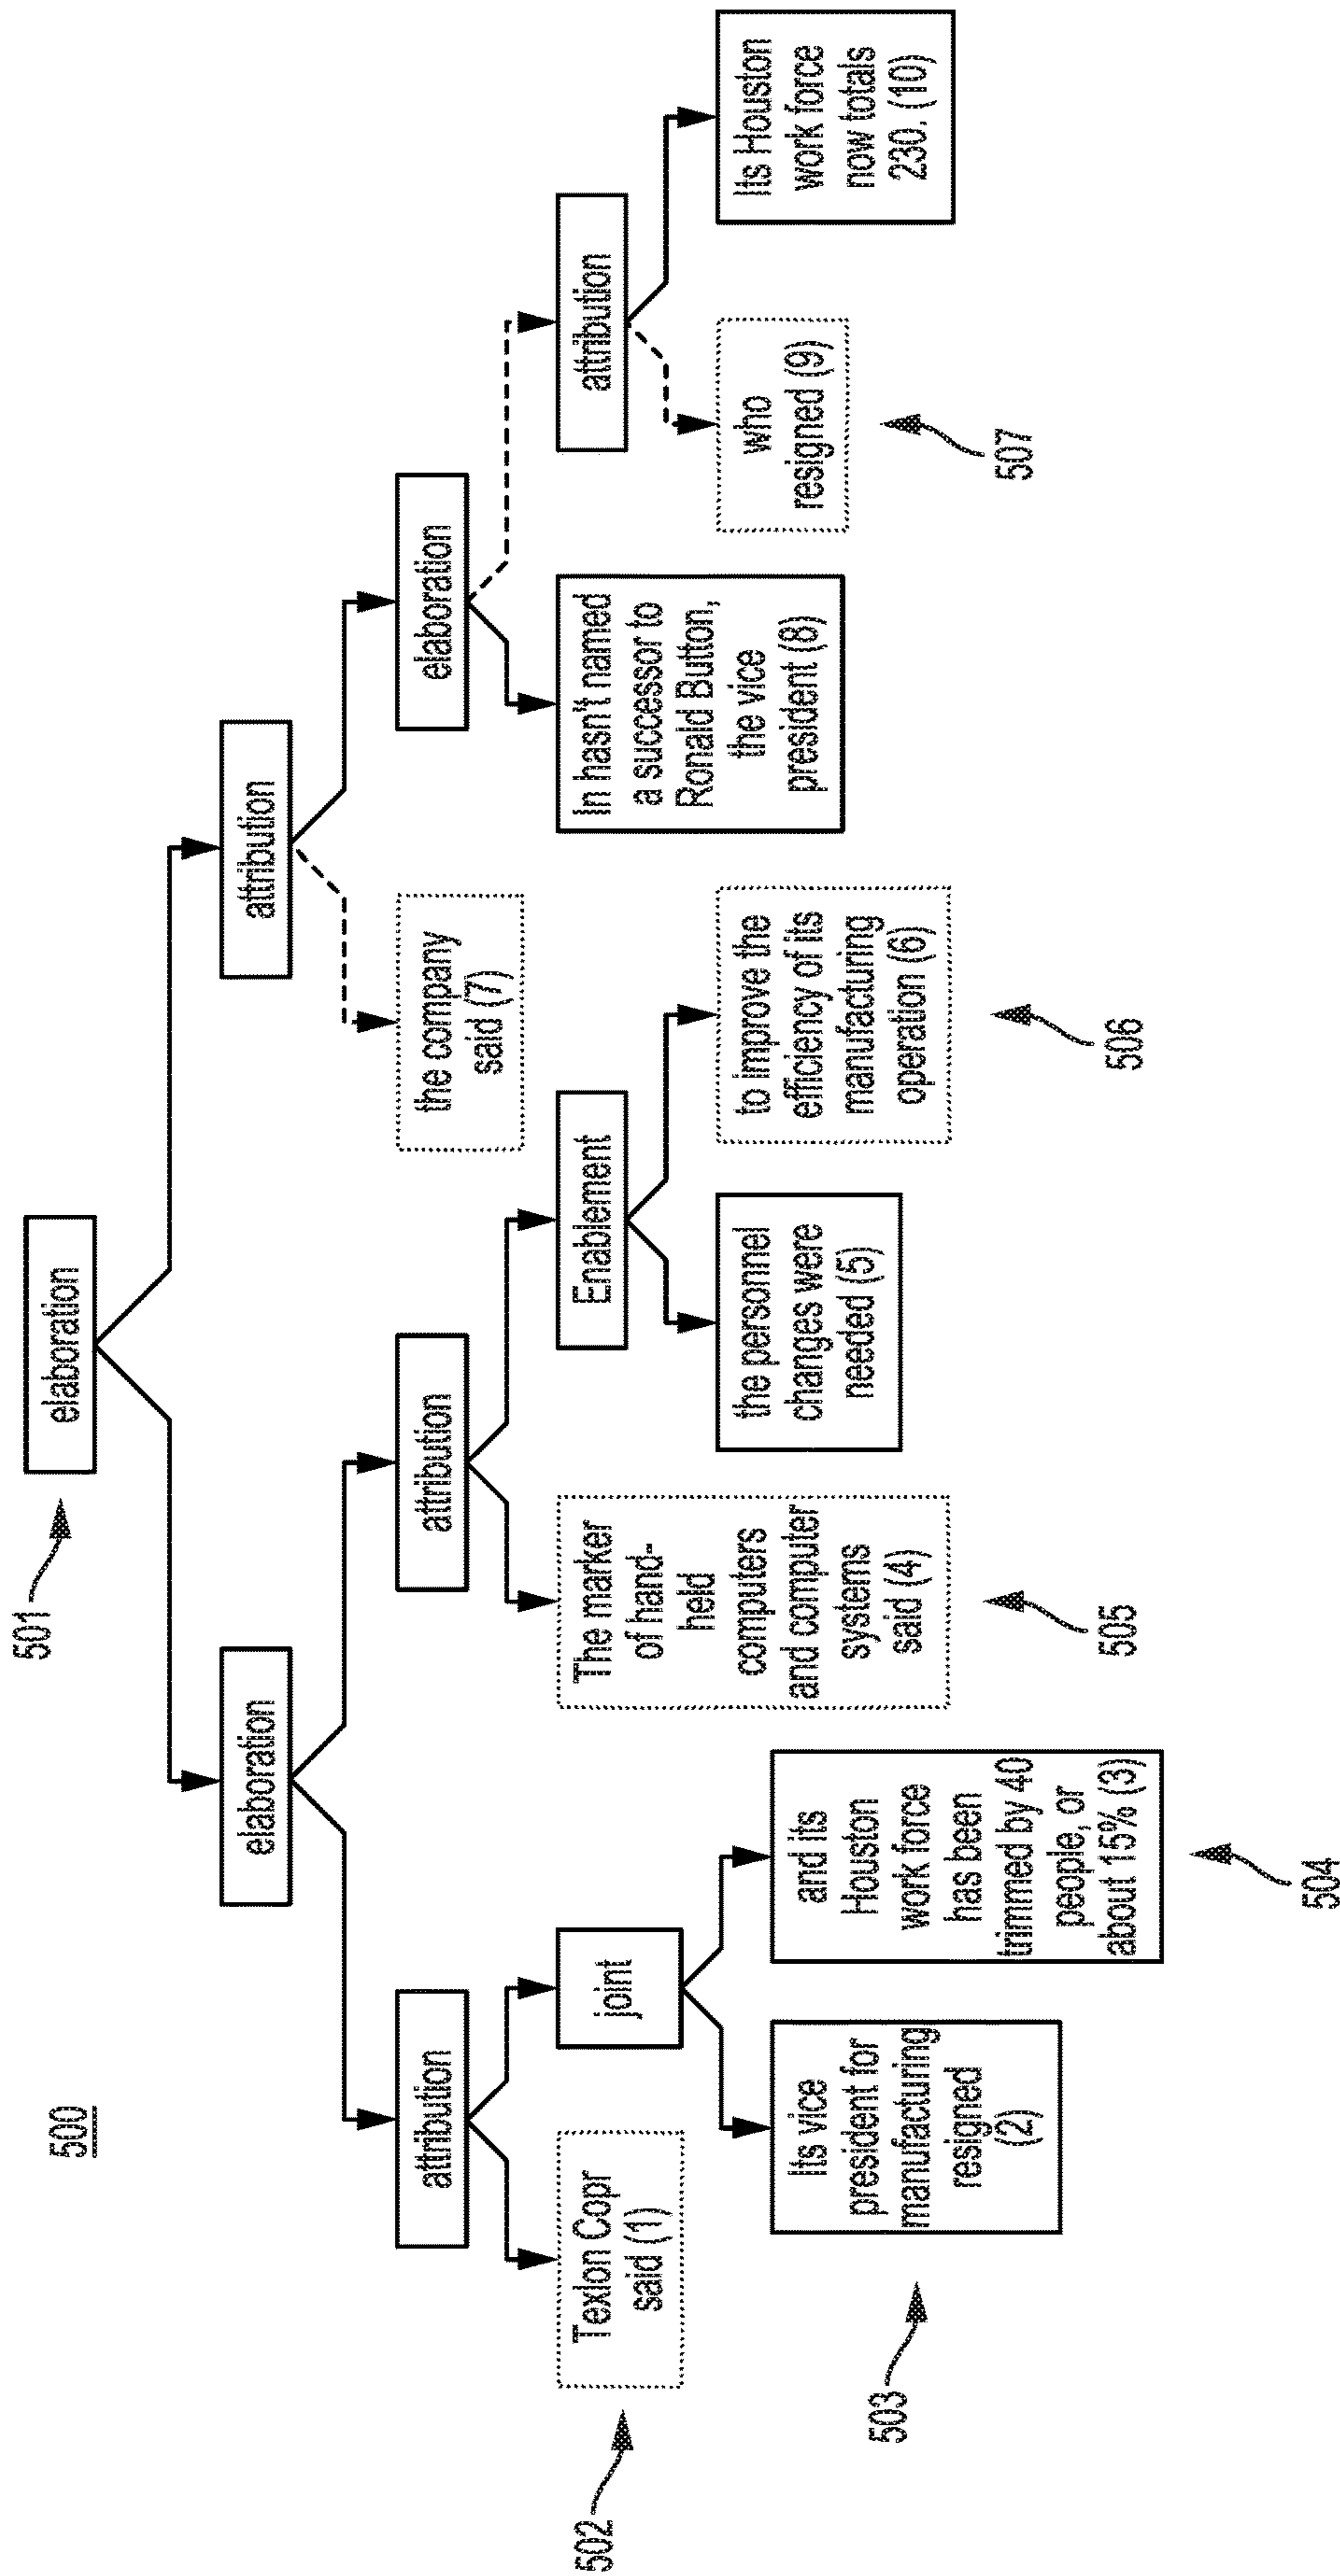 500
501
elaboration
elaboration
attribution
attribution
attribution
elaboration
Texlon Copr
said (1)
joint
the company
said (7)
502
Its vice
president for
manufacturing
resigned
(2)
503
and its
Houston
work force
has been
trimmed by 40
people, or
about 15% (3)
504
The marker
of hand-
held
computers
and computer
systems
said (4)
505
Enablement
the personnel
changes were
needed (5)
to improve the
efficiency of its
manufacturing
operation (6)
506
In hasn't named
a successor to
Ronald Button,
the vice
president (8)
attribution
who
resigned (9)
507
Its Houston
work force
now totals
230, (10)